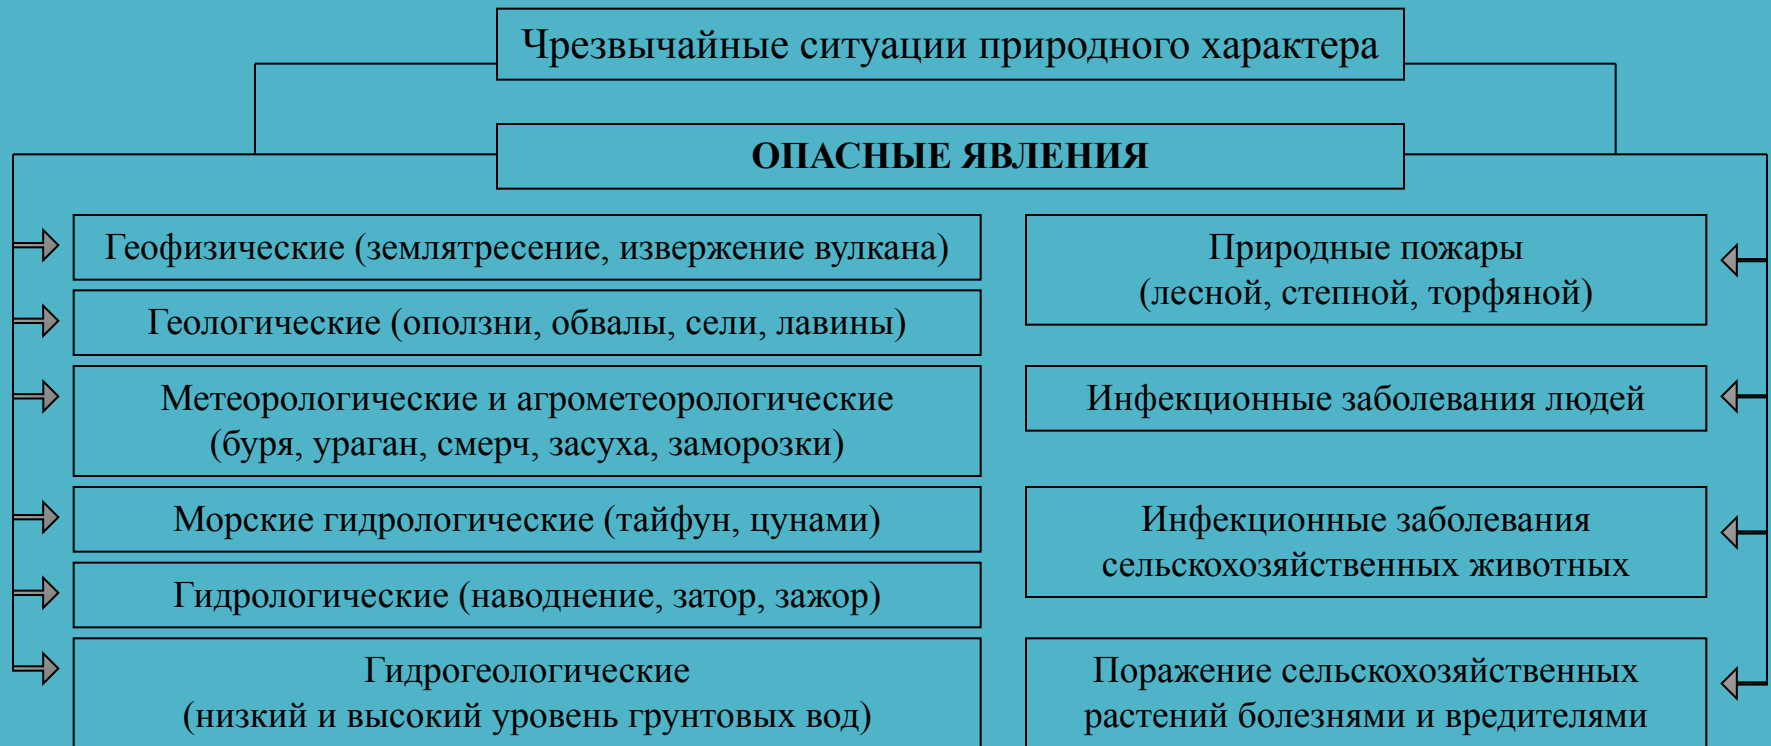 Чрезвычайные ситуации природного характера
ОПАСНЫЕ ЯВЛЕНИЯ
Геофизические (землятресение, извержение вулкана)
Геологические (оползни, обвалы, сели, лавины)
Метеорологические и агрометеорологические
(буря, ураган, смерч, засуха, заморозки)
Морские гидрологические (тайфун, цунами)
Гидрологические (наводнение, затор, зажор)
Гидрогеологические
(низкий и высокий уровень грунтовых вод)
Природные пожары
(лесной, степной, торфяной)
Инфекционные заболевания людей
Инфекционные заболевания
сельскохозяйственных животных
Поражение сельскохозяйственных
растений болезнями и вредителями